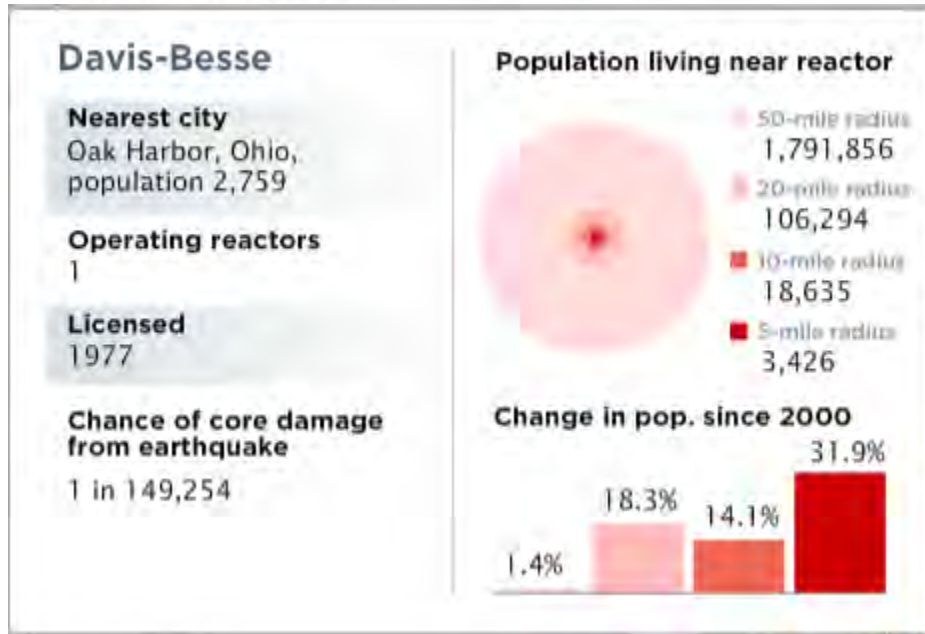 Davis-Besse
Nearest city
Oak Harbor, Ohio,
population 2,759
Operating reactors
1
Licensed
1977
Chance of core damage
from earthquake
1 in 149,254
Population living near reactor
50-mile radius
1,791,856
20-mile radius
106,294
10-mile radius
18,635
5-mile radius
3,426
Change in pop. since 2000
1.4%
18.3%
14.1%
31.9%